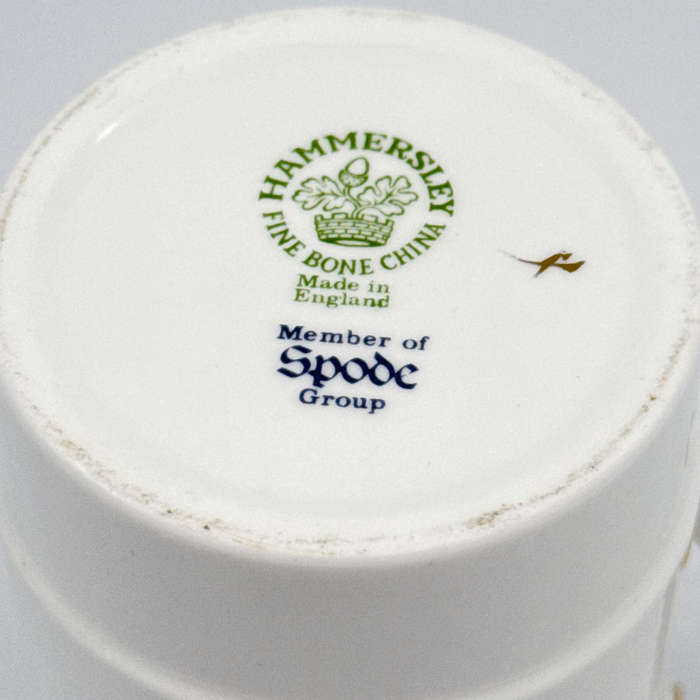 HAMMERSLEY
FINE BONE CHINA
Made in
England
Member of
Spode
Group